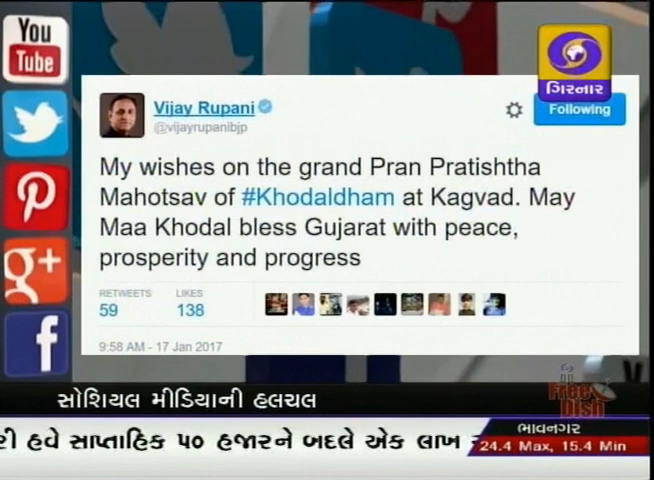 You
Tube
ગિરનાર
Vijay Rupani
@vijayrupanibjp
Following
My wishes on the grand Pran Pratishtha
Mahotsav of #Khodaldham at Kagvad. May
Maa Khodal bless Gujarat with peace,
prosperity and progress
RETWEETS
LIKES
59
138
9:58 AM - 17 Jan 2017
g+
f
Free
Dish
સોશિયલ મીડિયાની હલચલ
ભાવનગર
હવે સાપ્તાહિક ૫૦ હજારને બદલે એક લાખ
24.4 Max, 15.4 Min